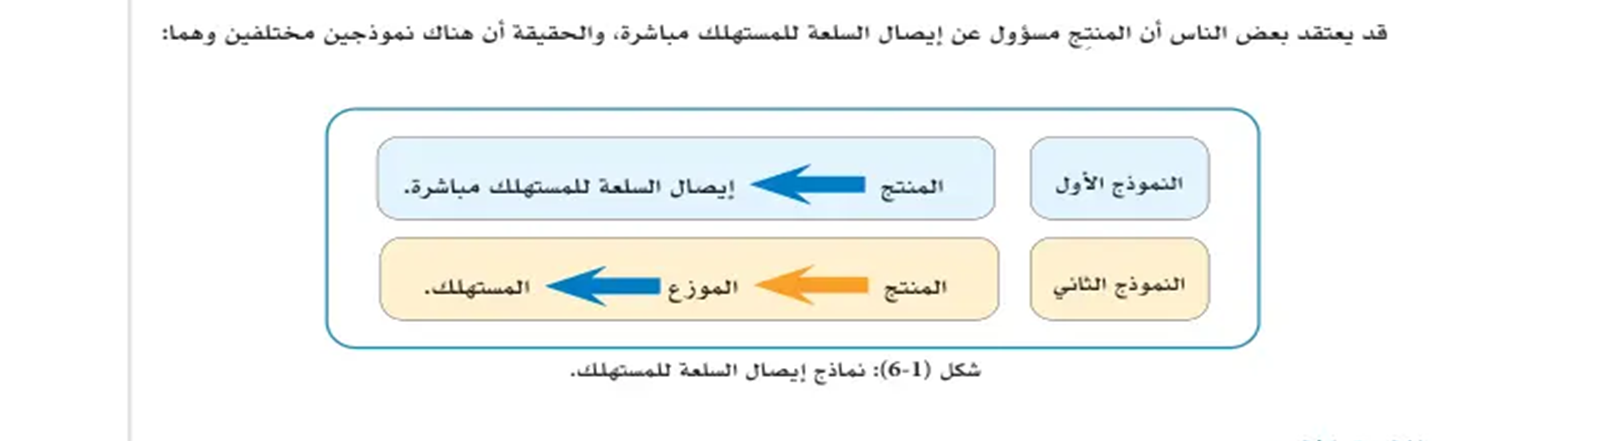 قد يعتقد بعض الناس أن المنتِج مسؤول عن إيصال السلعة للمستهلك مباشرة، والحقيقة أن هناك نموذجين مختلفين وهما:
النموذج الأول
المنتج إيصال السلعة للمستهلك مباشرة.
النموذج الثاني
المنتج الموزع المستهلك.
شكل (1-6): نماذج إيصال السلعة للمستهلك.